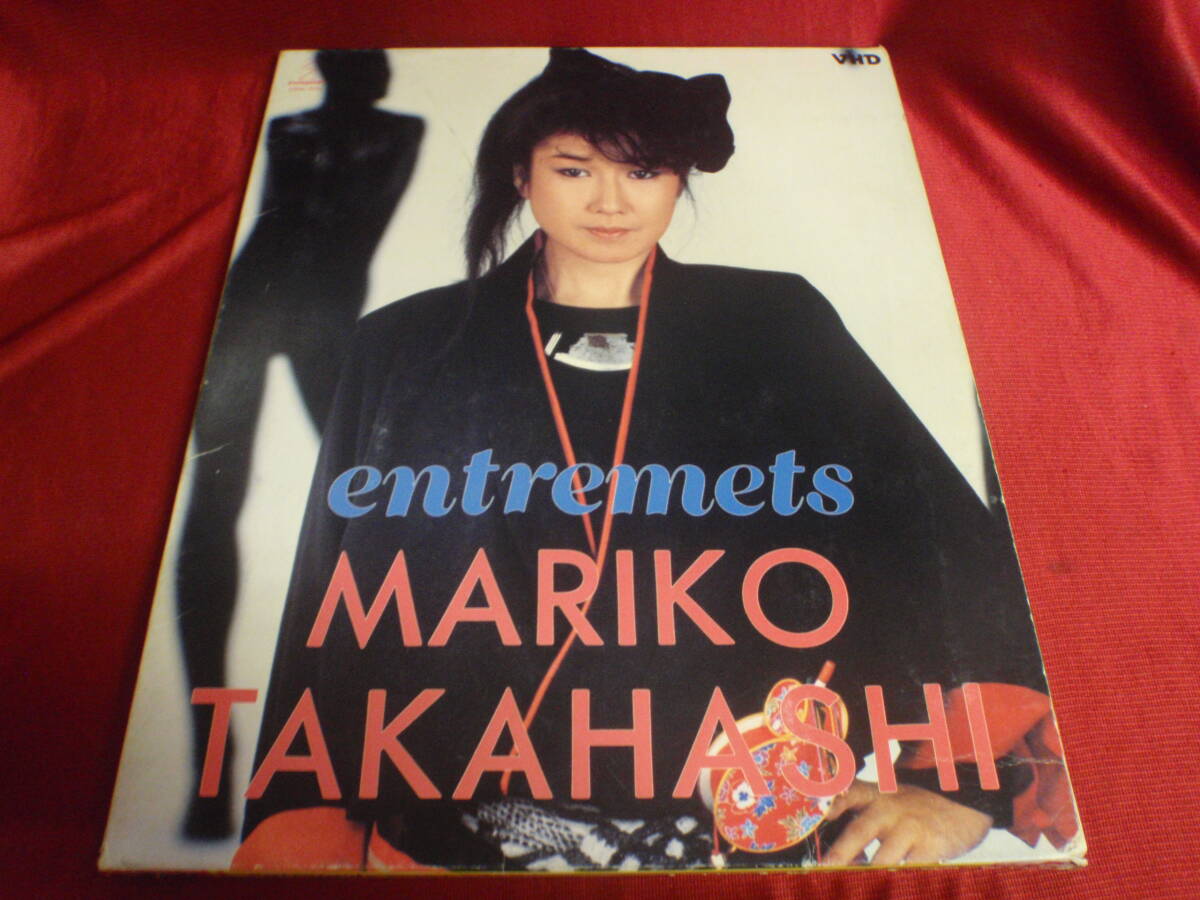 VHD
entremets
MARIKO
TAKAHASHI